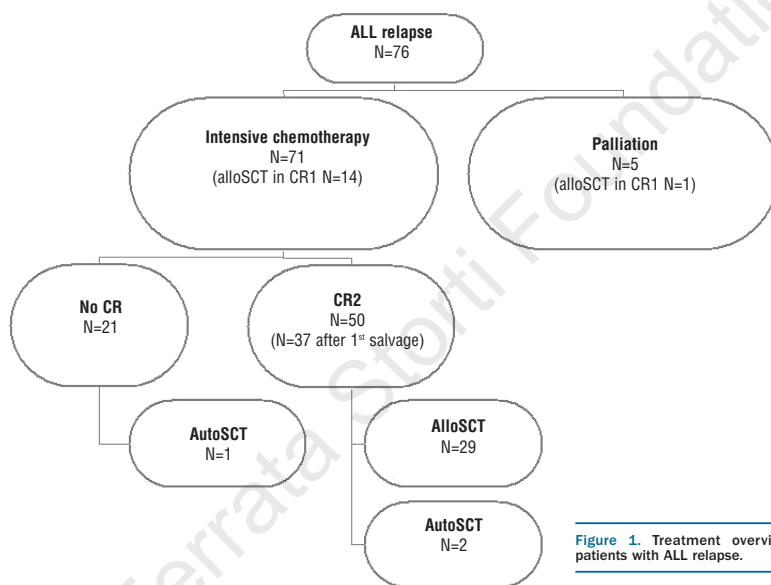 ALL relapse
N=76
Intensive chemotherapy
N=71
(alloSCT in CR1 N=14)
Palliation
N=5
(alloSCT in CR1 N=1)
No CR
N=21
CR2
N=50
(N=37 after 1st salvage)
AutoSCT
N=1
AlloSCT
N=29
AutoSCT
N=2
Figure 1. Treatment
patients with ALL relapse.
Storti